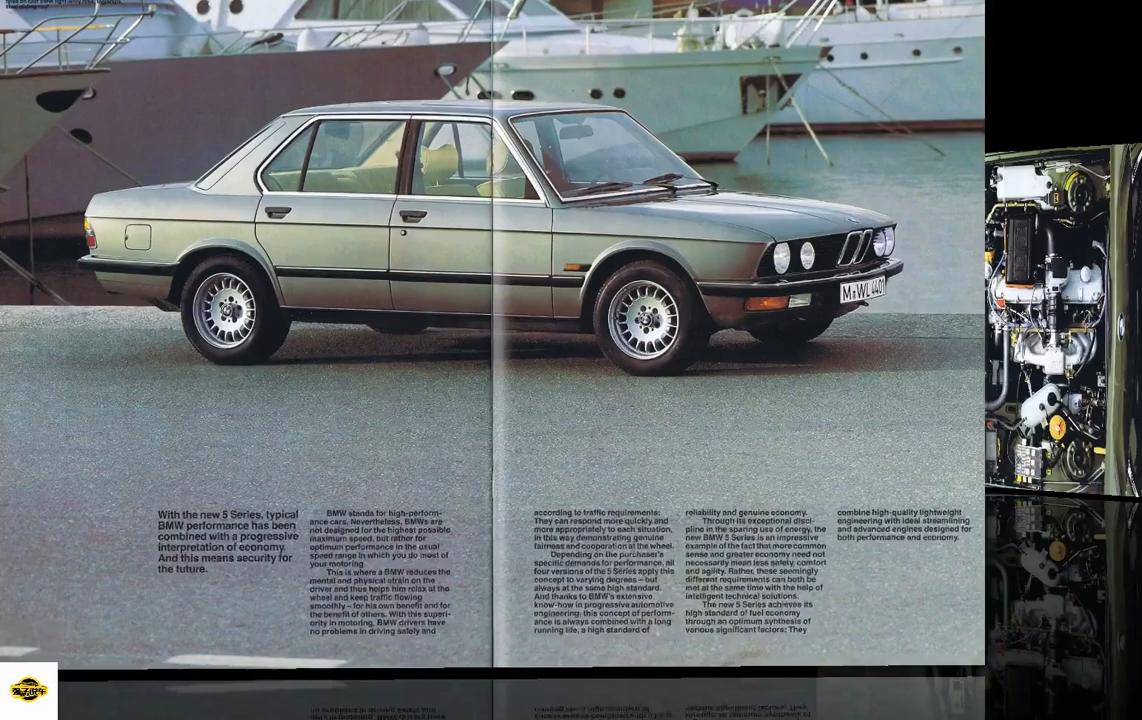 M·WL 4401
With the new 5 Series, typical
BMW performance has been
combined with a progressive
interpretation of economy.
And this means security for
the future.
BMW stands for high-perform-
ance cars. Nevertheless, BMWs are
not designed for the highest possible
maximum speed, but rather for
optimum performance in the usual
speed range in which you do most of
your motoring.
This is where a BMW reduces the
mental and physical strain on the
driver and thus helps him relax at the
wheel and keep traffic flowing
smoothly – for his own benefit and for
the benefit of others. With this superi-
ority in motoring, BMW drivers have
no problems in driving safely and
according to traffic requirements:
They can respond more quickly and
more appropriately to each situation,
in this way demonstrating genuine
fairness and cooperation at the wheel.
Depending on the purchaser's
specific demands for performance, all
four versions of the 5 Series apply this
concept to varying degrees – but
always at the same high standard.
And thanks to BMW's extensive
know-how in progressive automotive
engineering, this concept of perform-
ance is always combined with a long
running life, a high standard of
reliability and genuine economy.
Through its exceptional disci-
pline in the sparing use of energy, the
new BMW 5 Series is an impressive
example of the fact that more common
sense and greater economy need not
necessarily mean less safety, comfort
and agility. Rather, these seemingly
different requirements can both be
met at the same time with the help of
intelligent technical solutions.
The new 5 Series achieves its
high standard of fuel economy
through an optimum synthesis of
various significant factors: They
combine high-quality lightweight
engineering with ideal streamlining
and advanced engines designed for
both performance and economy.